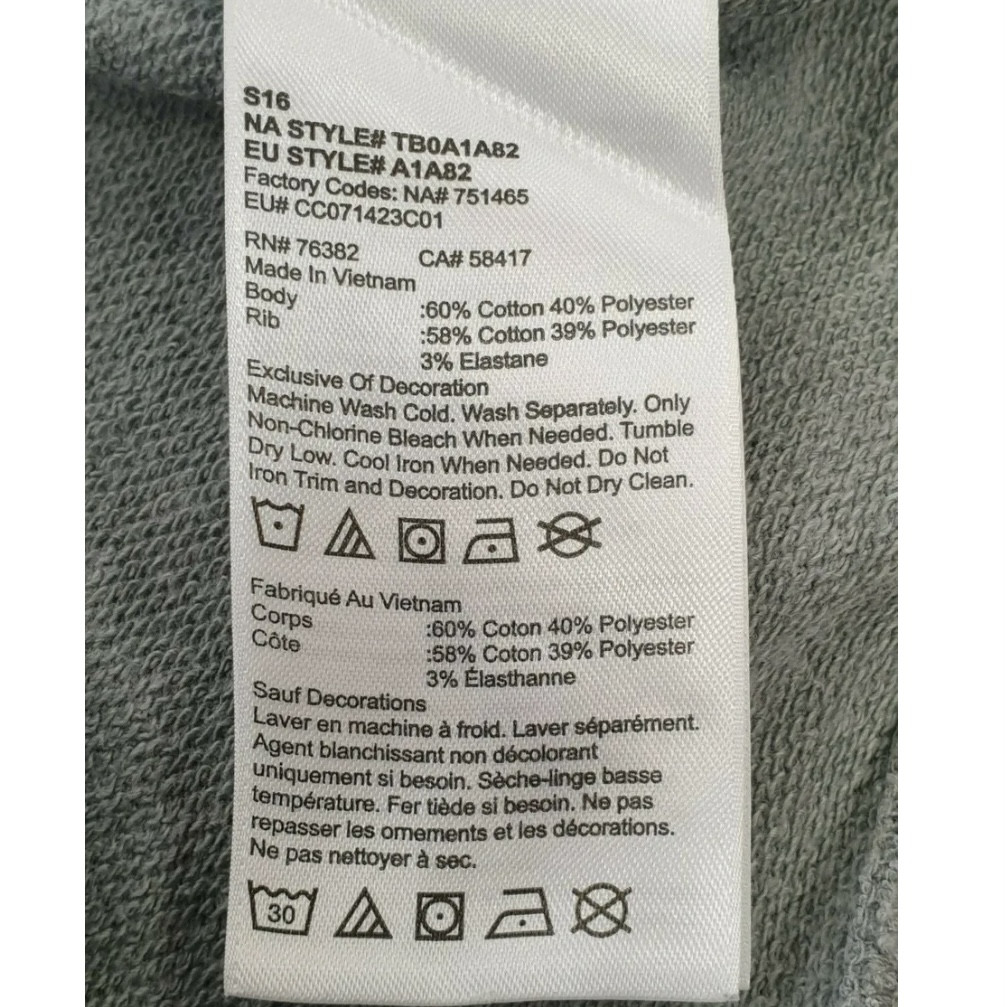 S16
NA STYLE# TB0A1A82
EU STYLE# A1A82
Factory Codes: NA# 751465
EU# CC071423C01
RN# 76382 CA# 58417
Made In Vietnam
Body :60% Cotton 40% Polyester
Rib :58% Cotton 39% Polyester
3% Elastane
Exclusive Of Decoration
Machine Wash Cold. Wash Separately. Only
Non-Chlorine Bleach When Needed. Tumble
Dry Low. Cool Iron When Needed. Do Not
Iron Trim and Decoration. Do Not Dry Clean.
Fabriqué Au Vietnam
Corps :60% Coton 40% Polyester
Côte :58% Coton 39% Polyester
3% Élasthanne
Sauf Decorations
Laver en machine à froid. Laver séparément.
Agent blanchissant non décolorant
uniquement si besoin. Sèche-linge basse
température. Fer tiède si besoin. Ne pas
repasser les omements et les décorations.
Ne pas nettoyer à sec.
30